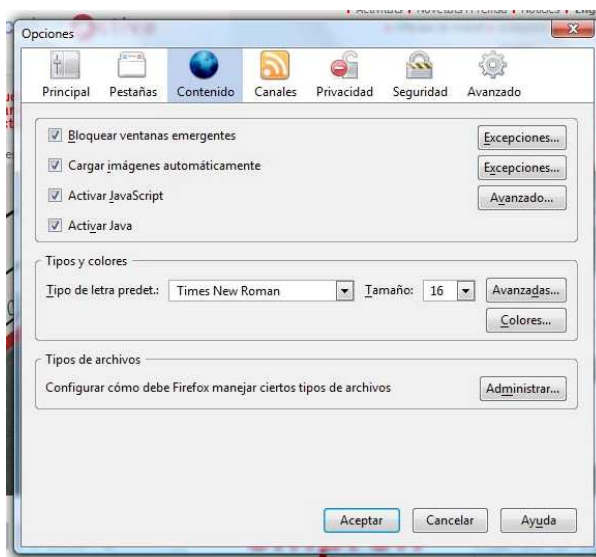 Opciones
Principal Pestañas Contenido Canales Privacidad Seguridad Avanzado
Bloquear ventanas emergentes Excepciones...
Cargar imágenes automáticamente Excepciones...
Activar JavaScript Avanzado...
Activar Java
Tipos y colores
Tipo de letra predet.: Times New Roman Tamaño: 16 Avanzadas...
Colores...
Tipos de archivos
Configurar cómo debe Firefox manejar ciertos tipos de archivos Administrar...
Aceptar Cancelar Ayuda